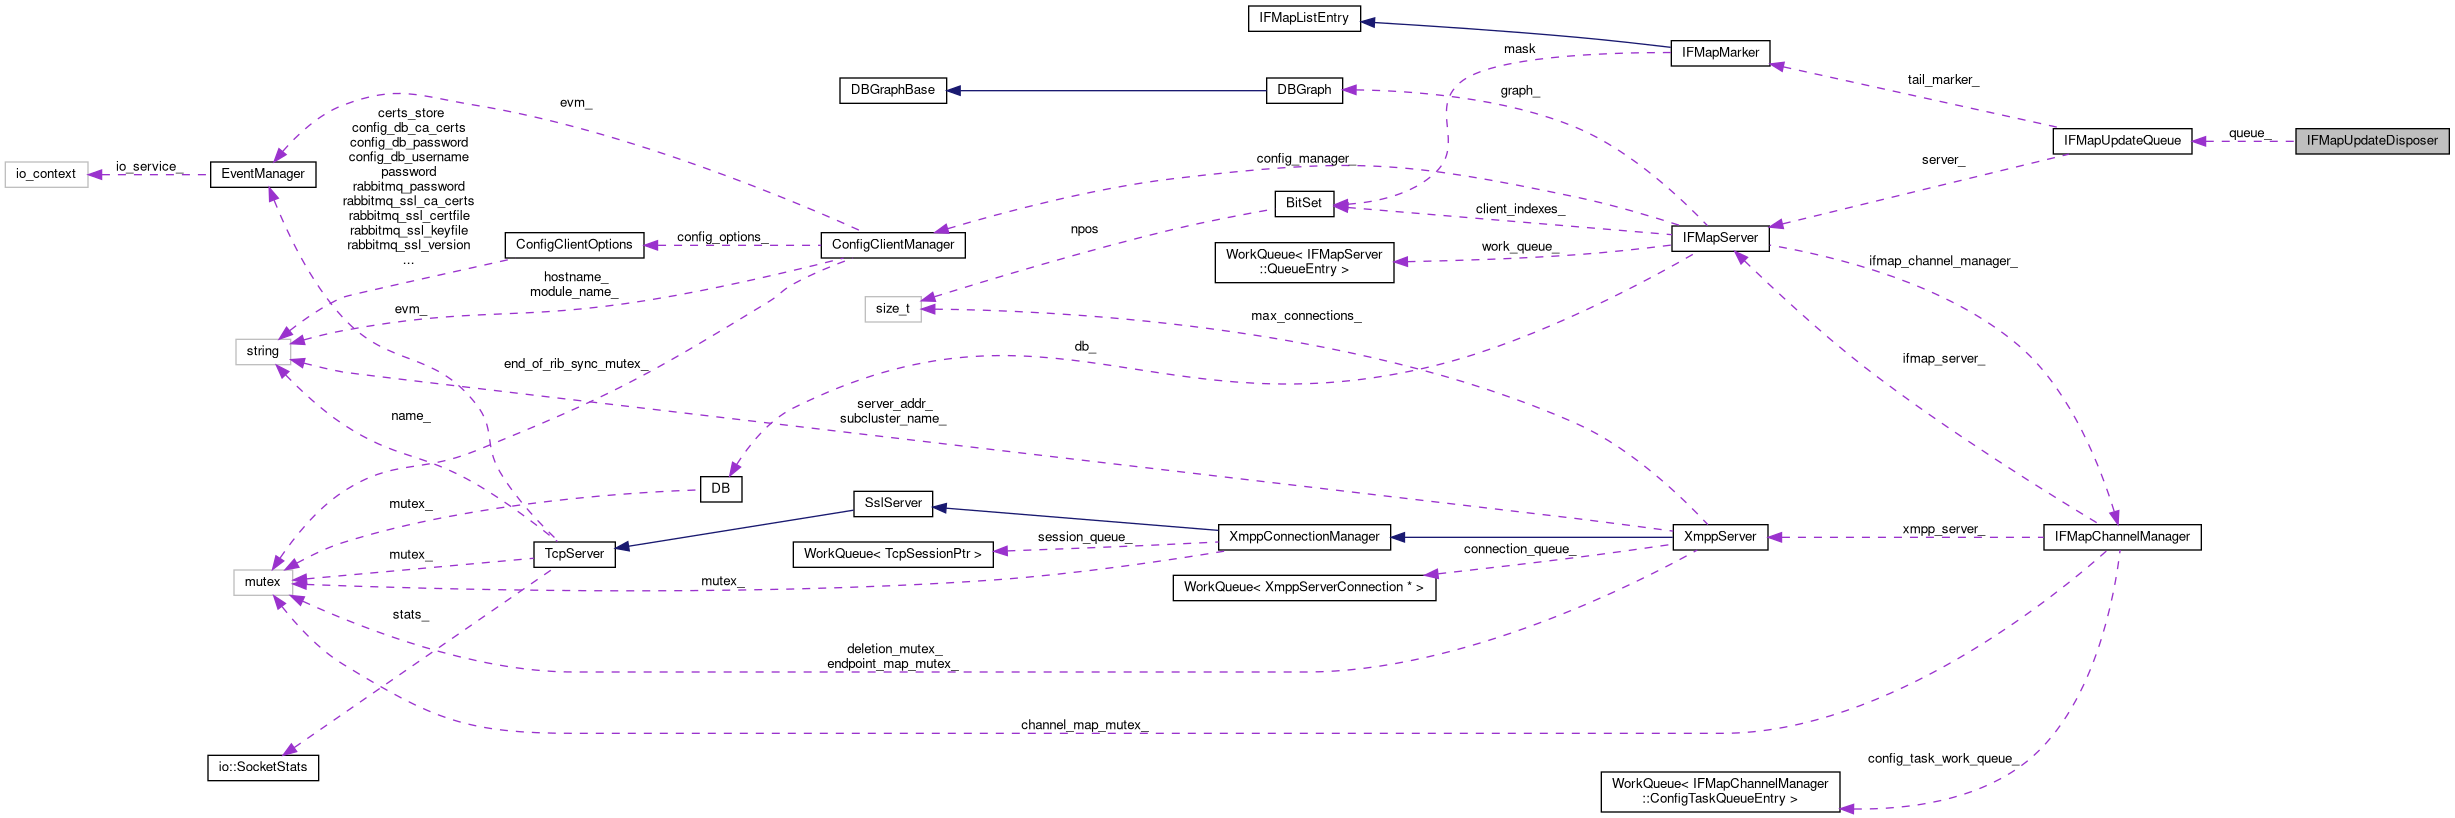 IFMapListEntry
mask
IFMapMarker
tail_marker_
DBGraphBase
DBGraph
graph_
evm_
certs_store
config_db_ca_certs
config_db_password
config_db_username
password
rabbitmq_password
rabbitmq_ssl_ca_certs
rabbitmq_ssl_certfile
rabbitmq_ssl_keyfile
rabbitmq_ssl_version
...
IFMapUpdateQueue
queue_
IFMapUpdateDisposer
io_context
io_service_
EventManager
config_manager_
server_
BitSet
client_indexes_
npos
ConfigClientOptions
config_options_
ConfigClientManager
IFMapServer
WorkQueue< IFMapServer
::QueueEntry >
work_queue_
ifmap_channel_manager_
hostname_
module_name_
size_t
evm_
max_connections_
string
db_
end_of_rib_sync_mutex_
ifmap_server_
name_
server_addr_
subcluster_name_
DB
mutex_
SslServer
XmppConnectionManager
XmppServer
xmpp_server_
IFMapChannelManager
TcpServer
WorkQueue< TcpSessionPtr >
session_queue_
connection_queue_
mutex_
mutex
mutex_
WorkQueue< XmppServerConnection * >
stats_
deletion_mutex_
endpoint_map_mutex_
channel_map_mutex_
io::SocketStats
config_task_work_queue_
WorkQueue< IFMapChannelManager
::ConfigTaskQueueEntry >